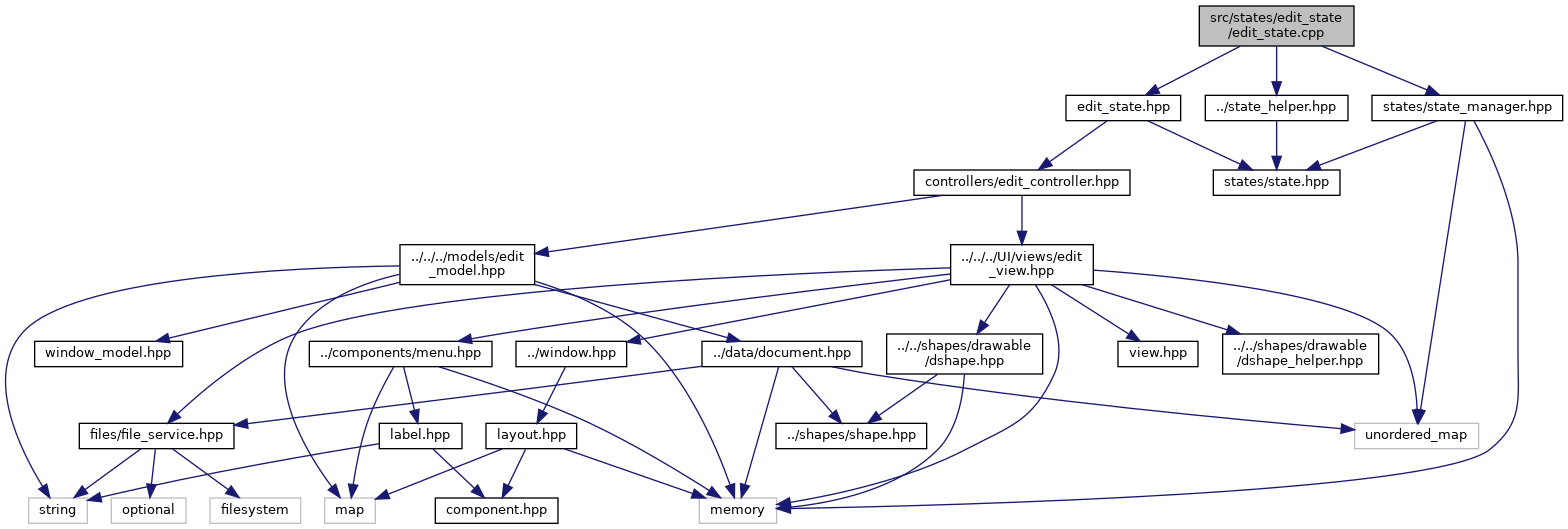 src/states/edit_state
/edit_state.cpp
edit_state.hpp
../state_helper.hpp
states/state_manager.hpp
controllers/edit_controller.hpp
states/state.hpp
../../../models/edit
_model.hpp
../../../UI/views/edit
_view.hpp
window_model.hpp
../components/menu.hpp
../window.hpp
../data/document.hpp
../../shapes/drawable
/dshape.hpp
view.hpp
../../shapes/drawable
/dshape_helper.hpp
files/file_service.hpp
label.hpp
layout.hpp
../shapes/shape.hpp
unordered_map
string
optional
filesystem
map
component.hpp
memory